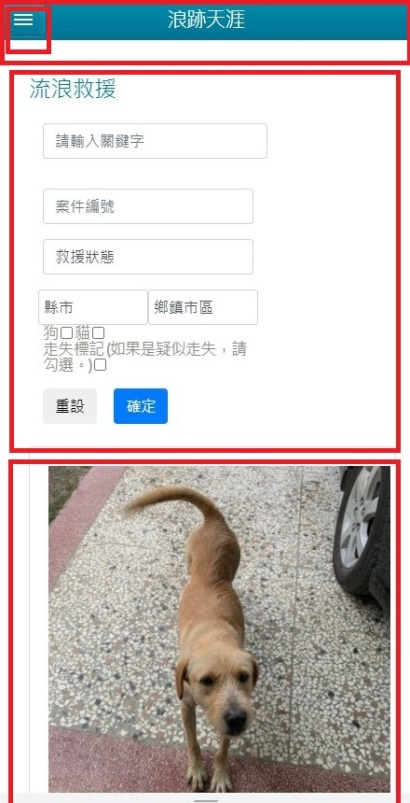 浪跡天涯
流浪救援
請輸入關鍵字
案件編號
救援狀態
縣市 鄉鎮市區
狗 貓
走失標記(如果是疑似走失，請
勾選。)
重設 確定